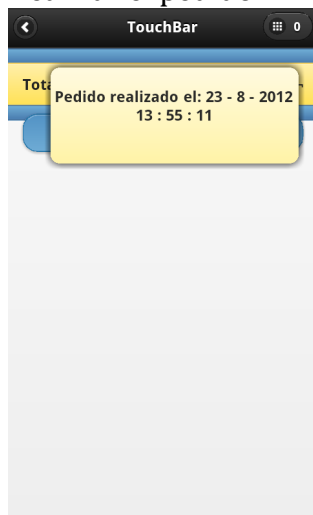 TouchBar
0
Tota
Pedido realizado el: 23 - 8 - 2012
13 : 55 : 11